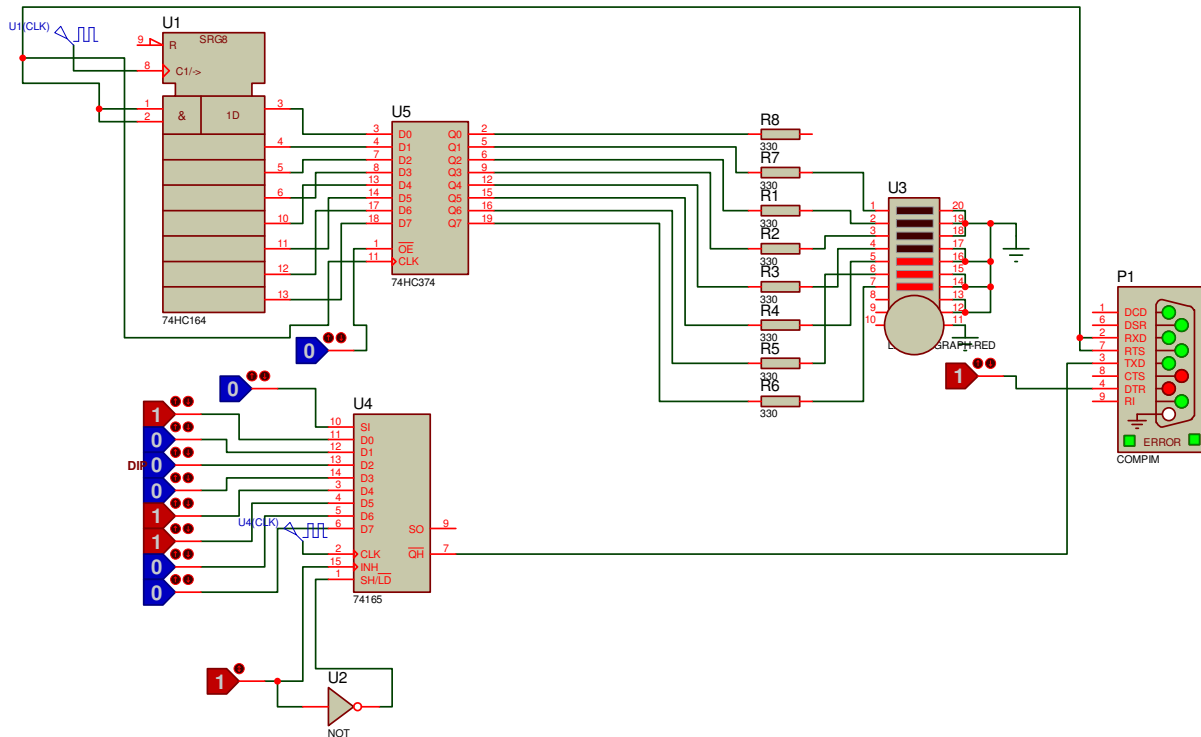 U1(CLK)
U1
SRG8
9 R
8 C1/->
1
2
& 1D
3
4
5
6
10
11
12
13
74HC164
U5
3 D0 Q0 2
4 D1 Q1 5
7 D2 Q2 6
8 D3 Q3 9
13 D4 Q4 12
14 D5 Q5 15
17 D6 Q6 16
18 D7 Q7 19
1 OE
11 CLK
74HC374
0
R8
330
R7
330
R1
330
R2
330
R3
330
R4
330
R5
330
R6
330
U3
1 20
2 19
3 18
4 17
5 16
6 15
7 14
8 13
9 12
10 11
GRAPH-RED
1
P1
1 DCD
6 DSR
2 RXD
7 RTS
3 TXD
8 CTS
4 DTR
9 RI
ERROR
COMPIM
0
1
0
DIP
0
0
1
1
0
0
U4(CLK)
U4
10 SI
11 D0
12 D1
13 D2
14 D3
3 D4
4 D5
5 D6
6 D7 SO 9
2 CLK QH 7
15 INH
1 SH/LD
74165
1
U2
NOT